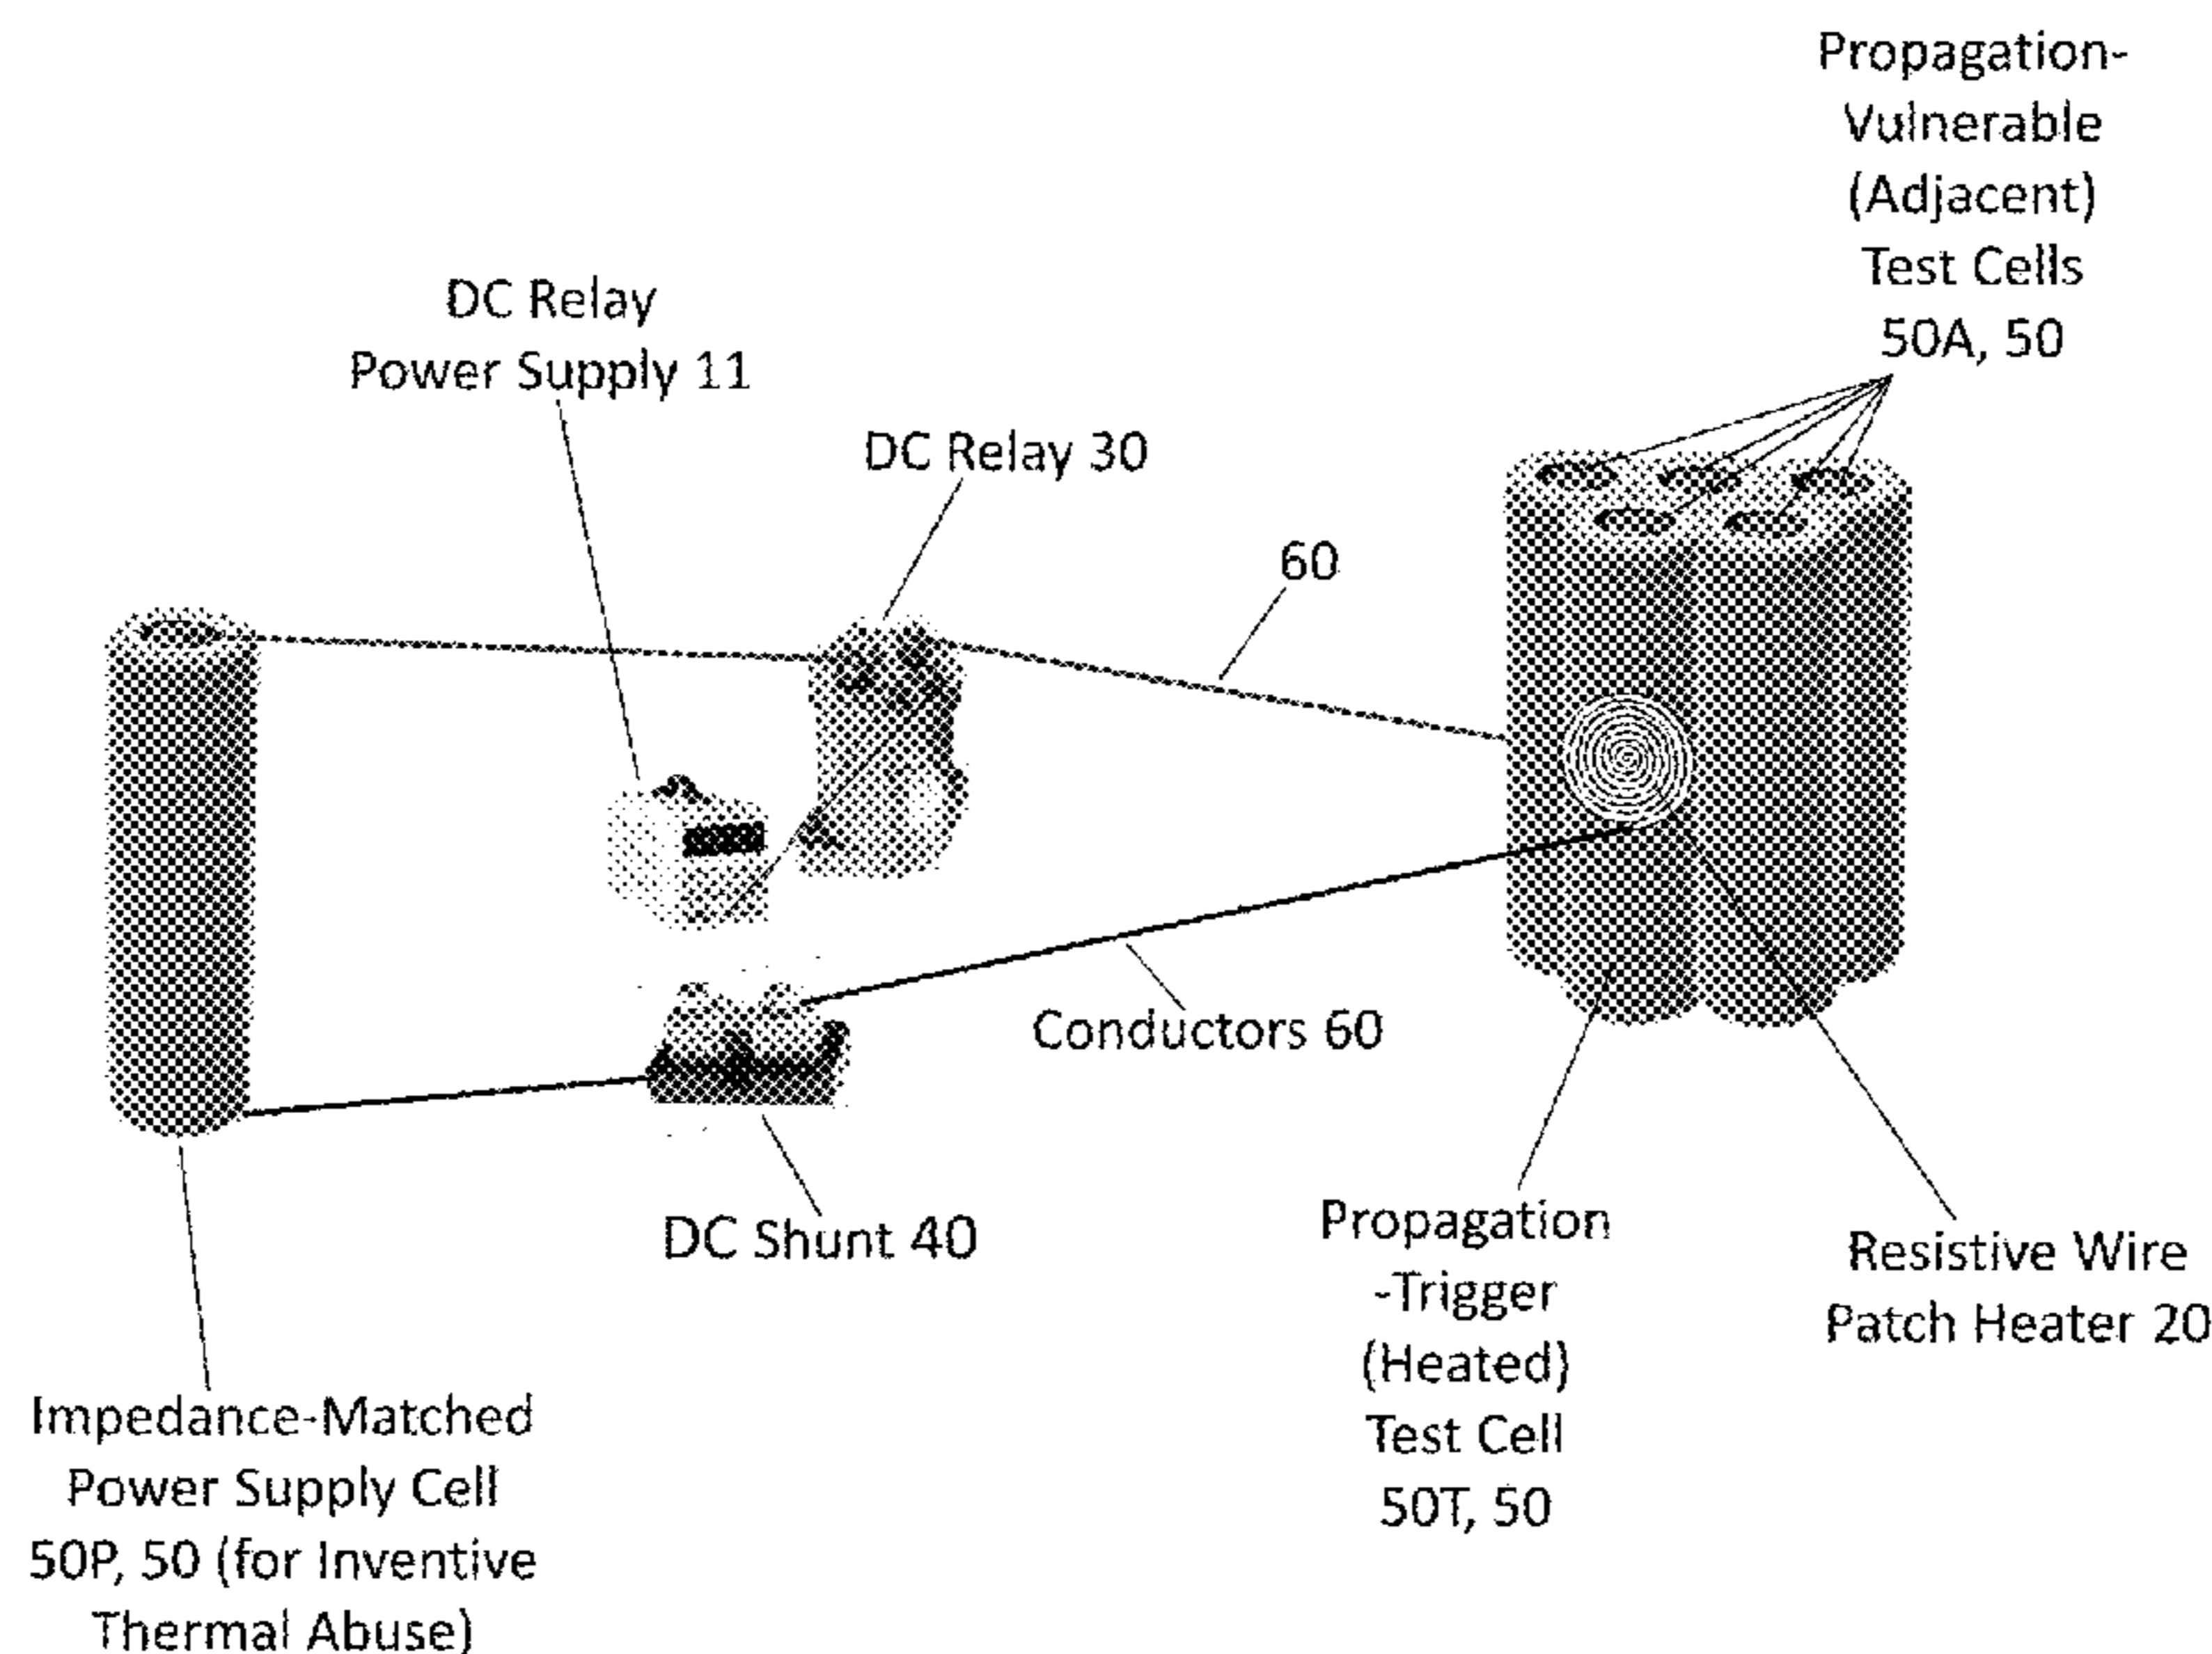 Propagation-
Vulnerable
(Adjacent)
Test Cells
50A, 50
DC Relay
Power Supply 11
DC Relay 30
60
Conductors 60
DC Shunt 40
Propagation
-Trigger
(Heated)
Test Cell
50T, 50
Resistive Wire
Patch Heater 20
Impedance-Matched
Power Supply Cell
50P, 50 (for Inventive
Thermal Abuse)